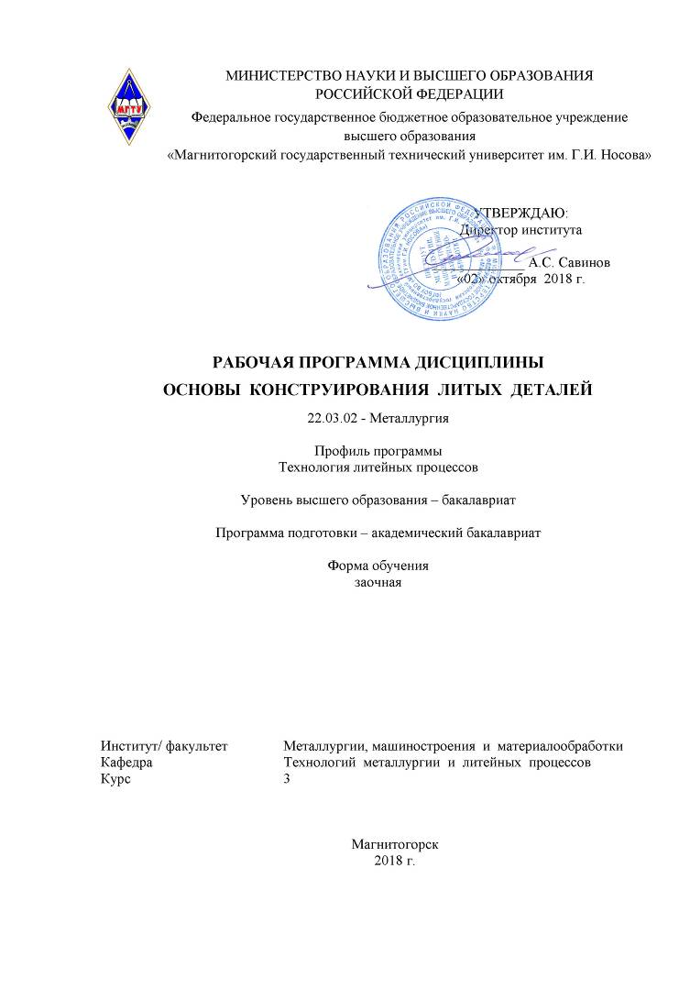 МГТУ
МИНИСТЕРСТВО НАУКИ И ВЫСШЕГО ОБРАЗОВАНИЯ
РОССИЙСКОЙ ФЕДЕРАЦИИ
Федеральное государственное бюджетное образовательное учреждение
высшего образования
«Магнитогорский государственный технический университет им. Г.И. Носова»
УТВЕРЖДАЮ:
Директор института
А.С. Савинов
«02» октября 2018 г.
РАБОЧАЯ ПРОГРАММА ДИСЦИПЛИНЫ
ОСНОВЫ КОНСТРУИРОВАНИЯ ЛИТЫХ ДЕТАЛЕЙ
22.03.02 - Металлургия
Профиль программы
Технология литейных процессов
Уровень высшего образования – бакалавриат
Программа подготовки – академический бакалавриат
Форма обучения
заочная
Институт/ факультет Металлургии, машиностроения и материалообработки
Кафедра Технологий металлургии и литейных процессов
Курс 3
Магнитогорск
2018 г.